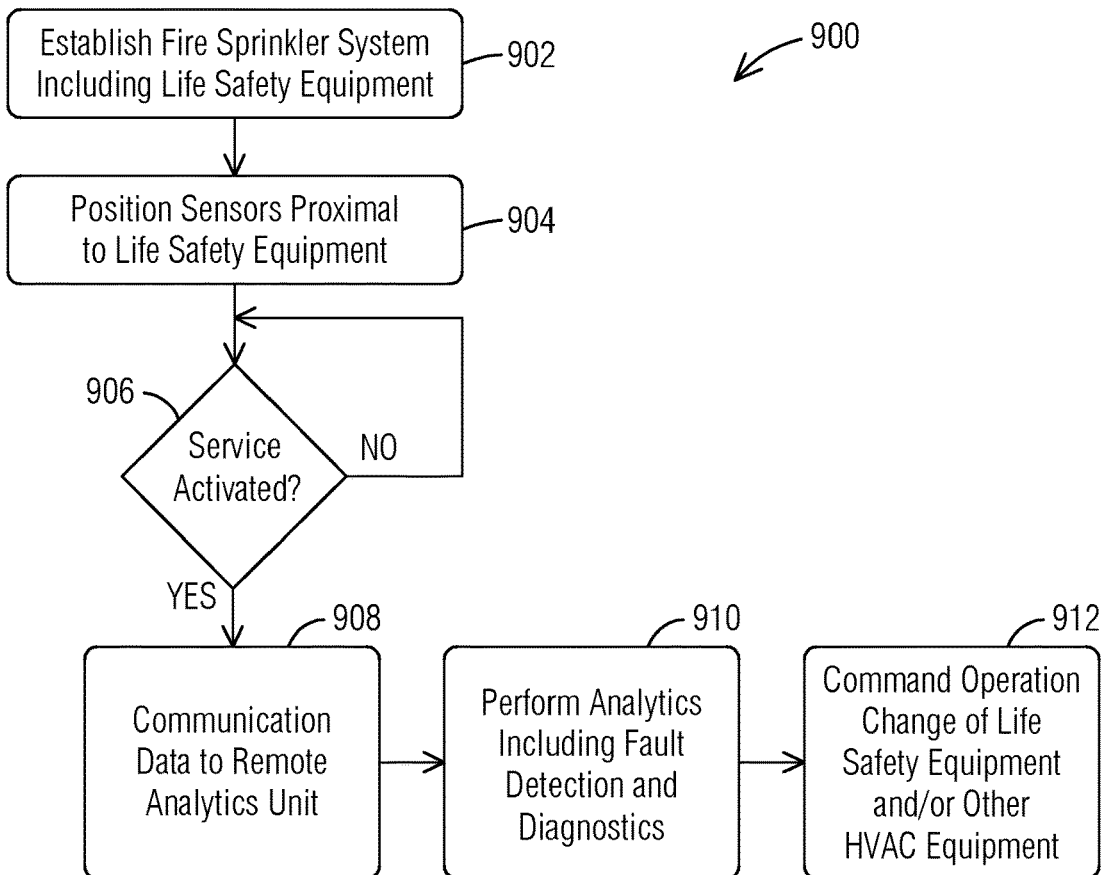 Establish Fire Sprinkler System
Including Life Safety Equipment
902
900
Position Sensors Proximal
to Life Safety Equipment
904
906
Service
Activated?
NO
YES
908
Communication
Data to Remote
Analytics Unit
910
Perform Analytics
Including Fault
Detection and
Diagnostics
912
Command Operation
Change of Life
Safety Equipment
and/or Other
HVAC Equipment